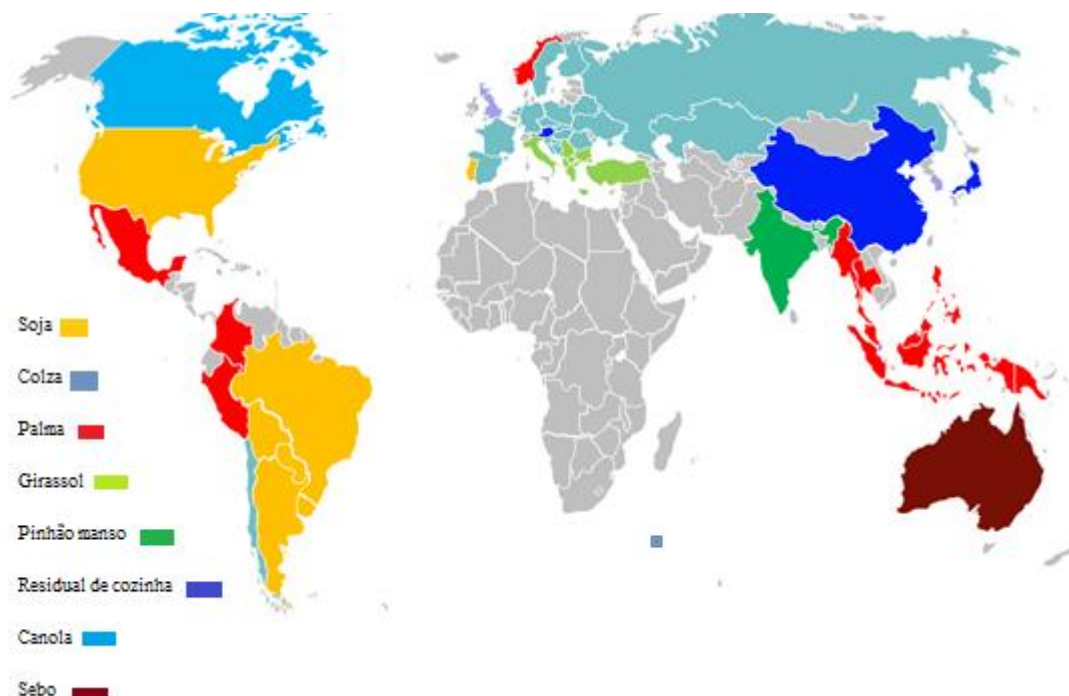 Soja
Colza
Palma
Girassol
Pinhão manso
Residual de cozinha
Canola
Sebo